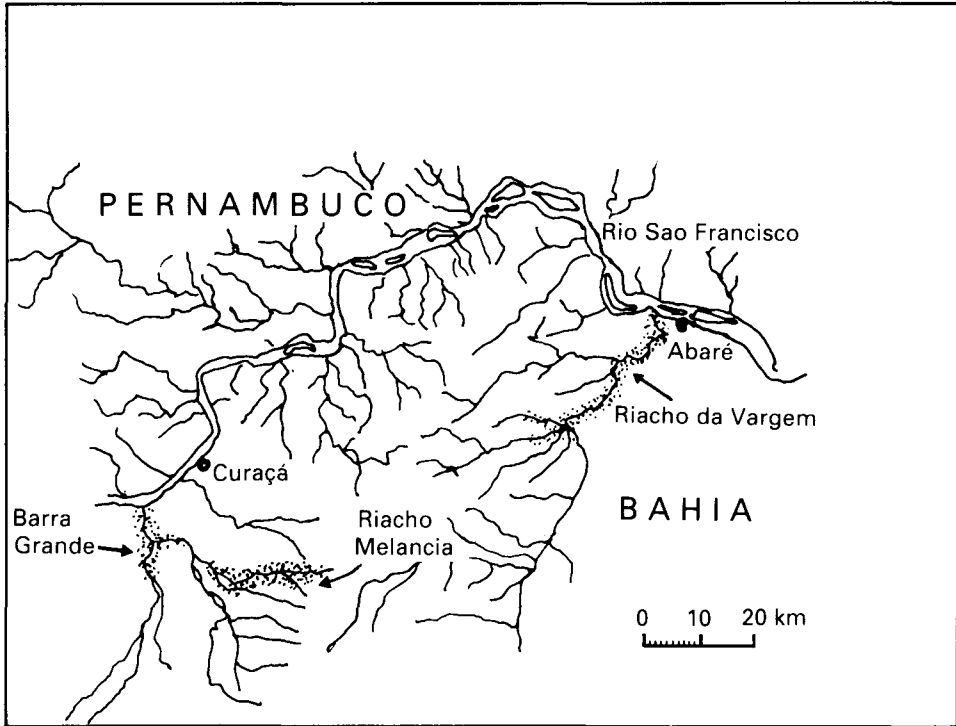 PERNAMBUCO
Rio Sao Francisco
Abaré
Riacho da Vargem
Curaçá
BAHIA
Barra
Grande
Riacho
Melancia
0 10 20 km